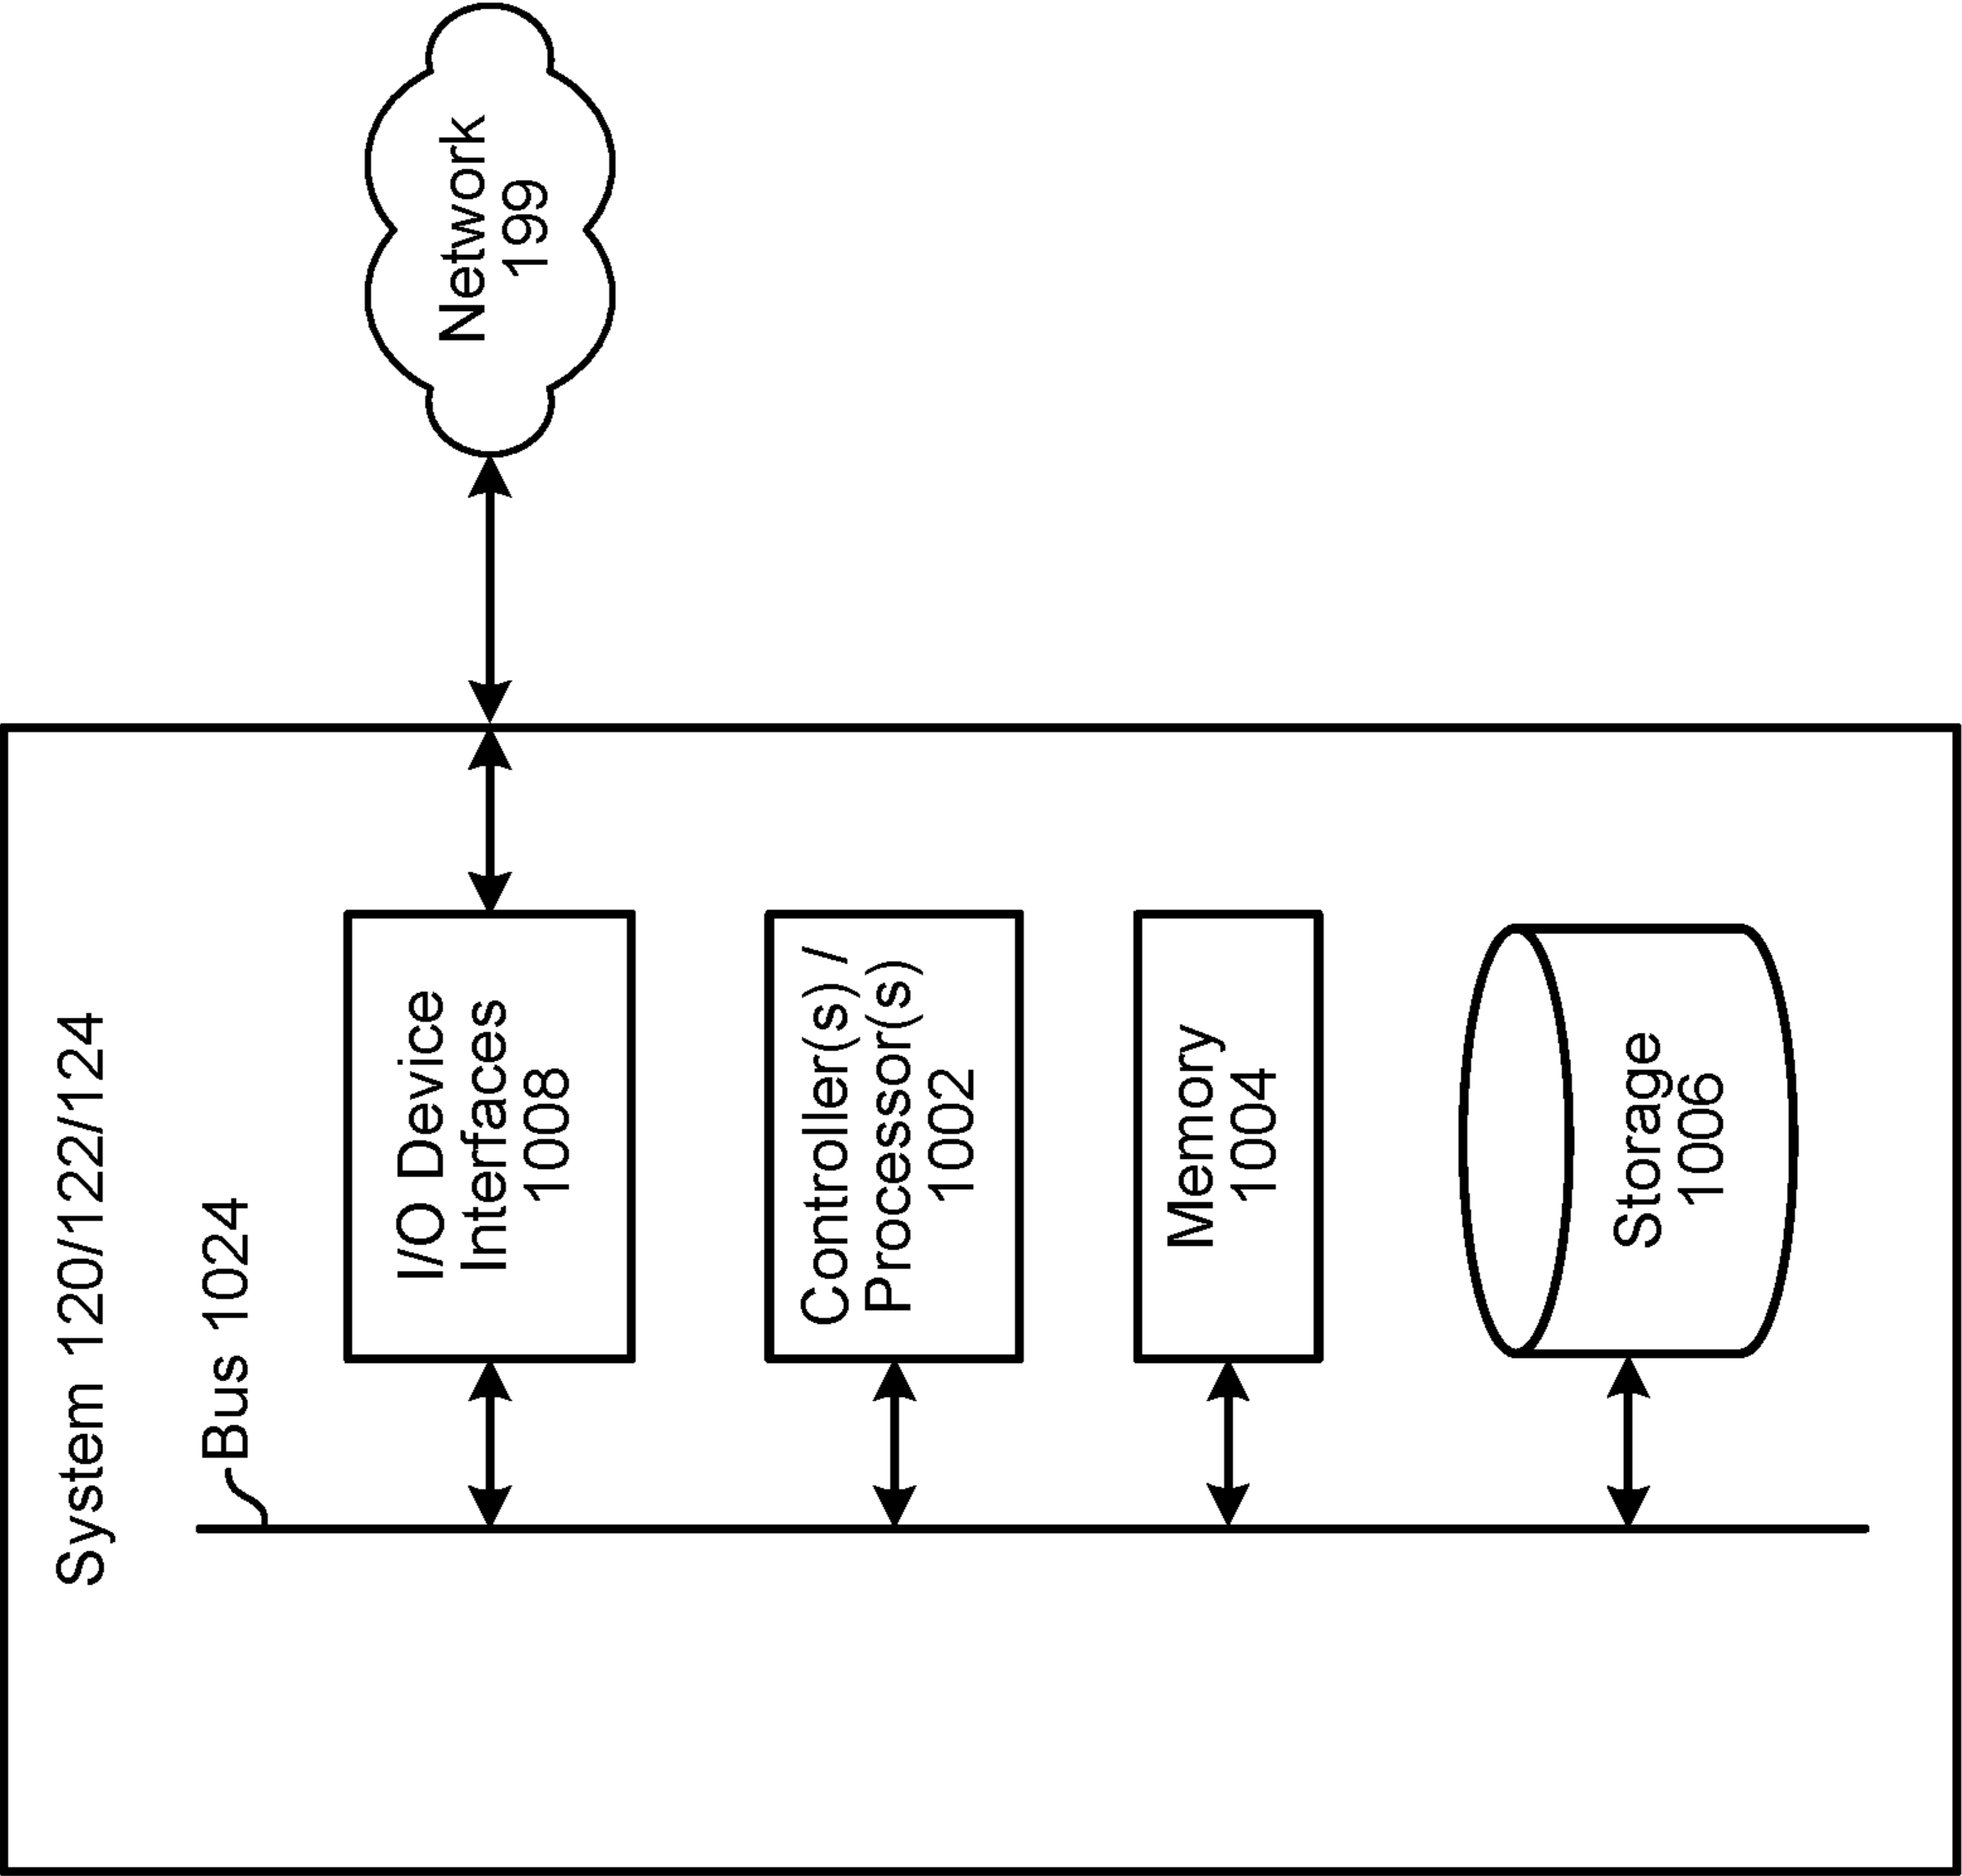 System 120/122/124
Bus 1024
I/O Device
Interfaces
1008
Controller(s) /
Processor(s)
1002
Memory
1004
Storage
1006
Network
199